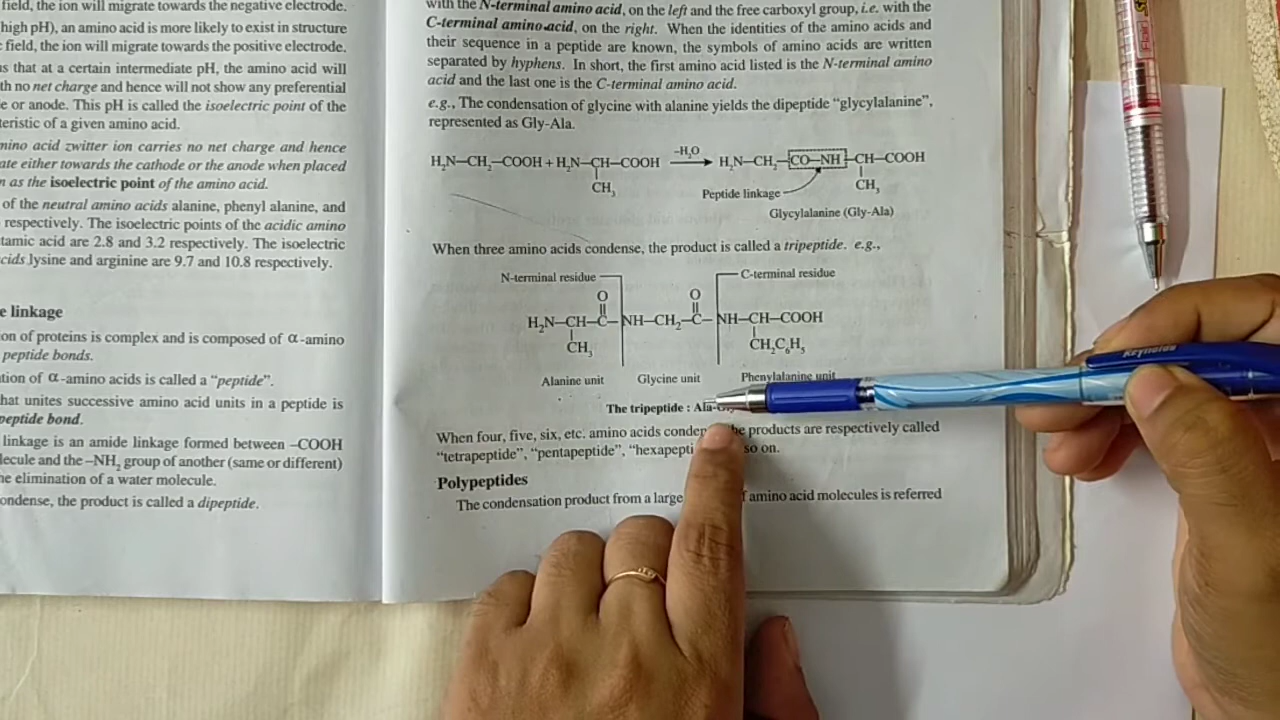 field, the ion will migrate towards the negative electrode.
high pH), an amino acid is more likely to exist in structure
field, the ion will migrate towards the positive electrode.
s that at a certain intermediate pH, the amino acid will
th no net charge and hence will not show any preferential
e or anode. This pH is called the isoelectric point of the
teristic of a given amino acid.
mino acid zwitter ion carries no net charge and hence
ate either towards the cathode or the anode when placed
n as the isoelectric point of the amino acid.
of the neutral amino acids alanine, phenyl alanine, and
respectively. The isoelectric points of the acidic amino
tamic acid are 2.8 and 3.2 respectively. The isoelectric
cids lysine and arginine are 9.7 and 10.8 respectively.
e linkage
on of proteins is complex and is composed of α-amino
peptide bonds.
tion of α-amino acids is called a “peptide”.
hat unites successive amino acid units in a peptide is
peptide bond.
linkage is an amide linkage formed between –COOH
lecule and the –NH₂ group of another (same or different)
he elimination of a water molecule.
ondense, the product is called a dipeptide.
with the N-terminal amino acid, on the left and the free carboxyl group, i.e. with the
C-terminal amino acid, on the right. When the identities of the amino acids and
their sequence in a peptide are known, the symbols of amino acids are written
separated by hyphens. In short, the first amino acid listed is the N-terminal amino
acid and the last one is the C-terminal amino acid.
e.g., The condensation of glycine with alanine yields the dipeptide “glycylalanine”,
represented as Gly-Ala.
–H₂O
H₂N–CH₂–COOH + H₂N–CH–COOH ⟶ H₂N–CH₂–CO–NH–CH–COOH
CH₃ CH₃
Peptide linkage
Glycylalanine (Gly-Ala)
When three amino acids condense, the product is called a tripeptide. e.g.,
N-terminal residue C-terminal residue
O O
H₂N–CH–C–NH–CH₂–C–NH–CH–COOH
CH₃ CH₂C₆H₅
Alanine unit Glycine unit Phenylalanine unit
The tripeptide : Ala-
When four, five, six, etc. amino acids conden he products are respectively called
“tetrapeptide”, “pentapeptide”, “hexapepti so on.
Polypeptides
The condensation product from a large f amino acid molecules is referred
Reynolds